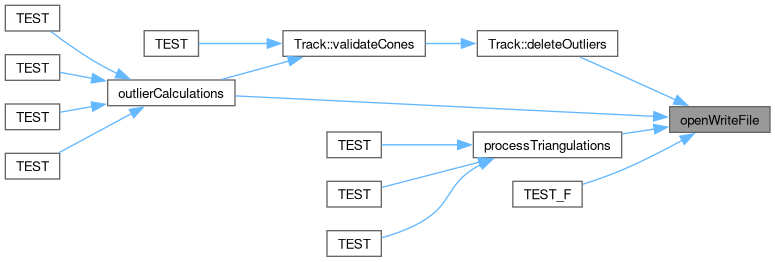 TEST
TEST
TEST
TEST
outlierCalculations
TEST
Track::validateCones
Track::deleteOutliers
openWriteFile
processTriangulations
TEST
TEST
TEST
TEST_F